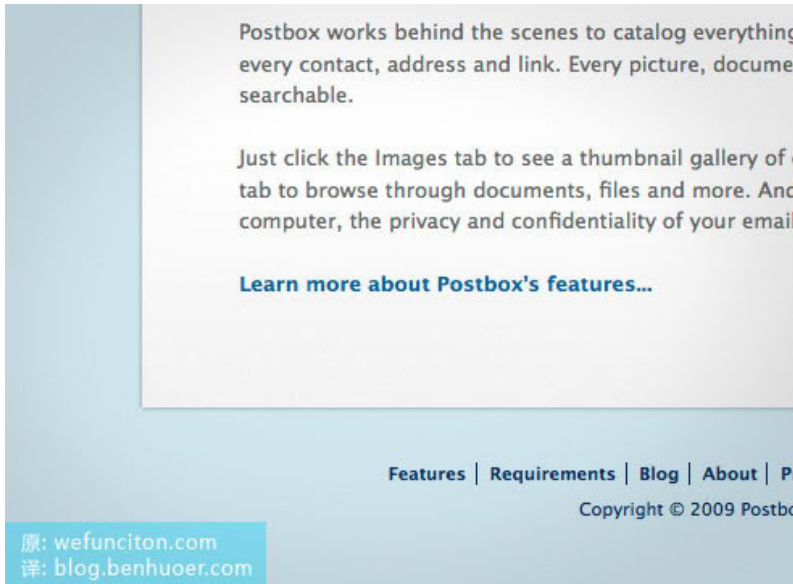 Postbox works behind the scenes to catalog everything
every contact, address and link. Every picture, docume
searchable.
Just click the Images tab to see a thumbnail gallery of
tab to browse through documents, files and more. And
computer, the privacy and confidentiality of your email
Learn more about Postbox's features...
Features | Requirements | Blog | About | P
Copyright © 2009 Postbo
原: wefunciton.com
译: blog.benhuoer.com